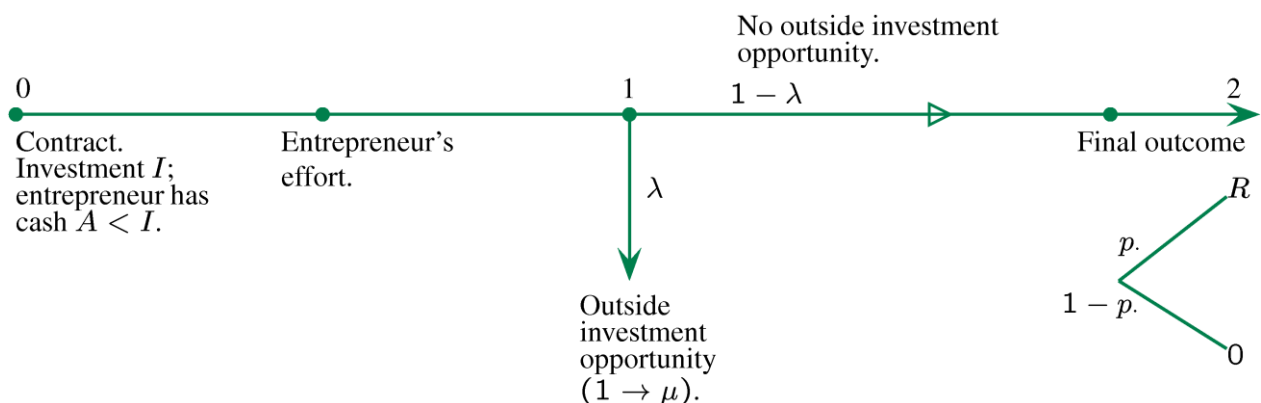 No outside investment
opportunity.
0
1
1 − λ
2
Contract.
Investment I;
entrepreneur has
cash A < I.
Entrepreneur's
effort.
Final outcome
λ
R
p.
1 − p.
0
Outside
investment
opportunity
(1 → μ).